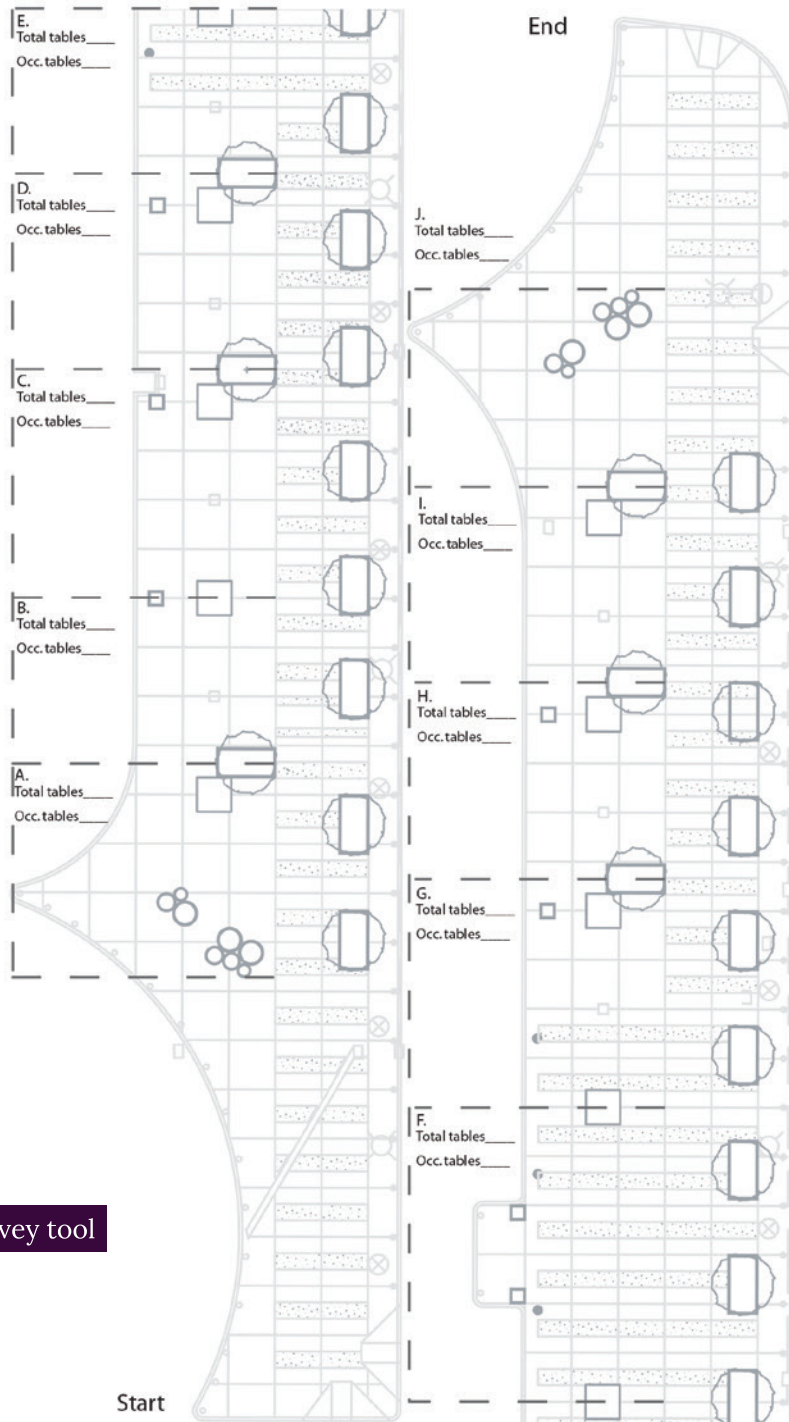 E.
Total tables____
Occ. tables____
D.
Total tables____
Occ. tables____
C.
Total tables____
Occ. tables____
B.
Total tables____
Occ. tables____
A.
Total tables____
Occ. tables____
vey tool
Start
End
J.
Total tables____
Occ. tables____
I.
Total tables____
Occ. tables____
H.
Total tables____
Occ. tables____
G.
Total tables____
Occ. tables____
F.
Total tables____
Occ. tables____